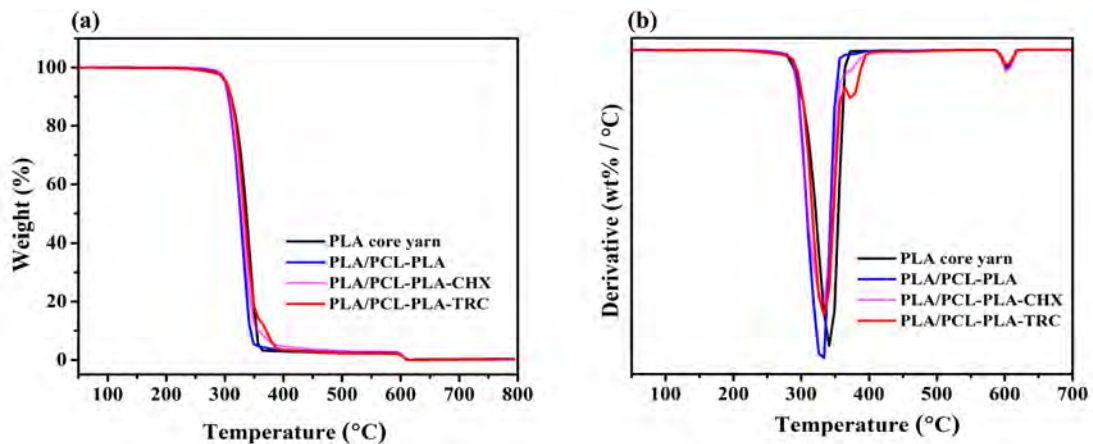 (a)
Weight (%)
100
80
60
40
20
0
PLA core yarn
PLA/PCL-PLA
PLA/PCL-PLA-CHX
PLA/PCL-PLA-TRC
100 200 300 400 500 600 700 800
Temperature (°C)
(b)
Derivative (wt% / °C)
PLA core yarn
PLA/PCL-PLA
PLA/PCL-PLA-CHX
PLA/PCL-PLA-TRC
100 200 300 400 500 600 700
Temperature (°C)